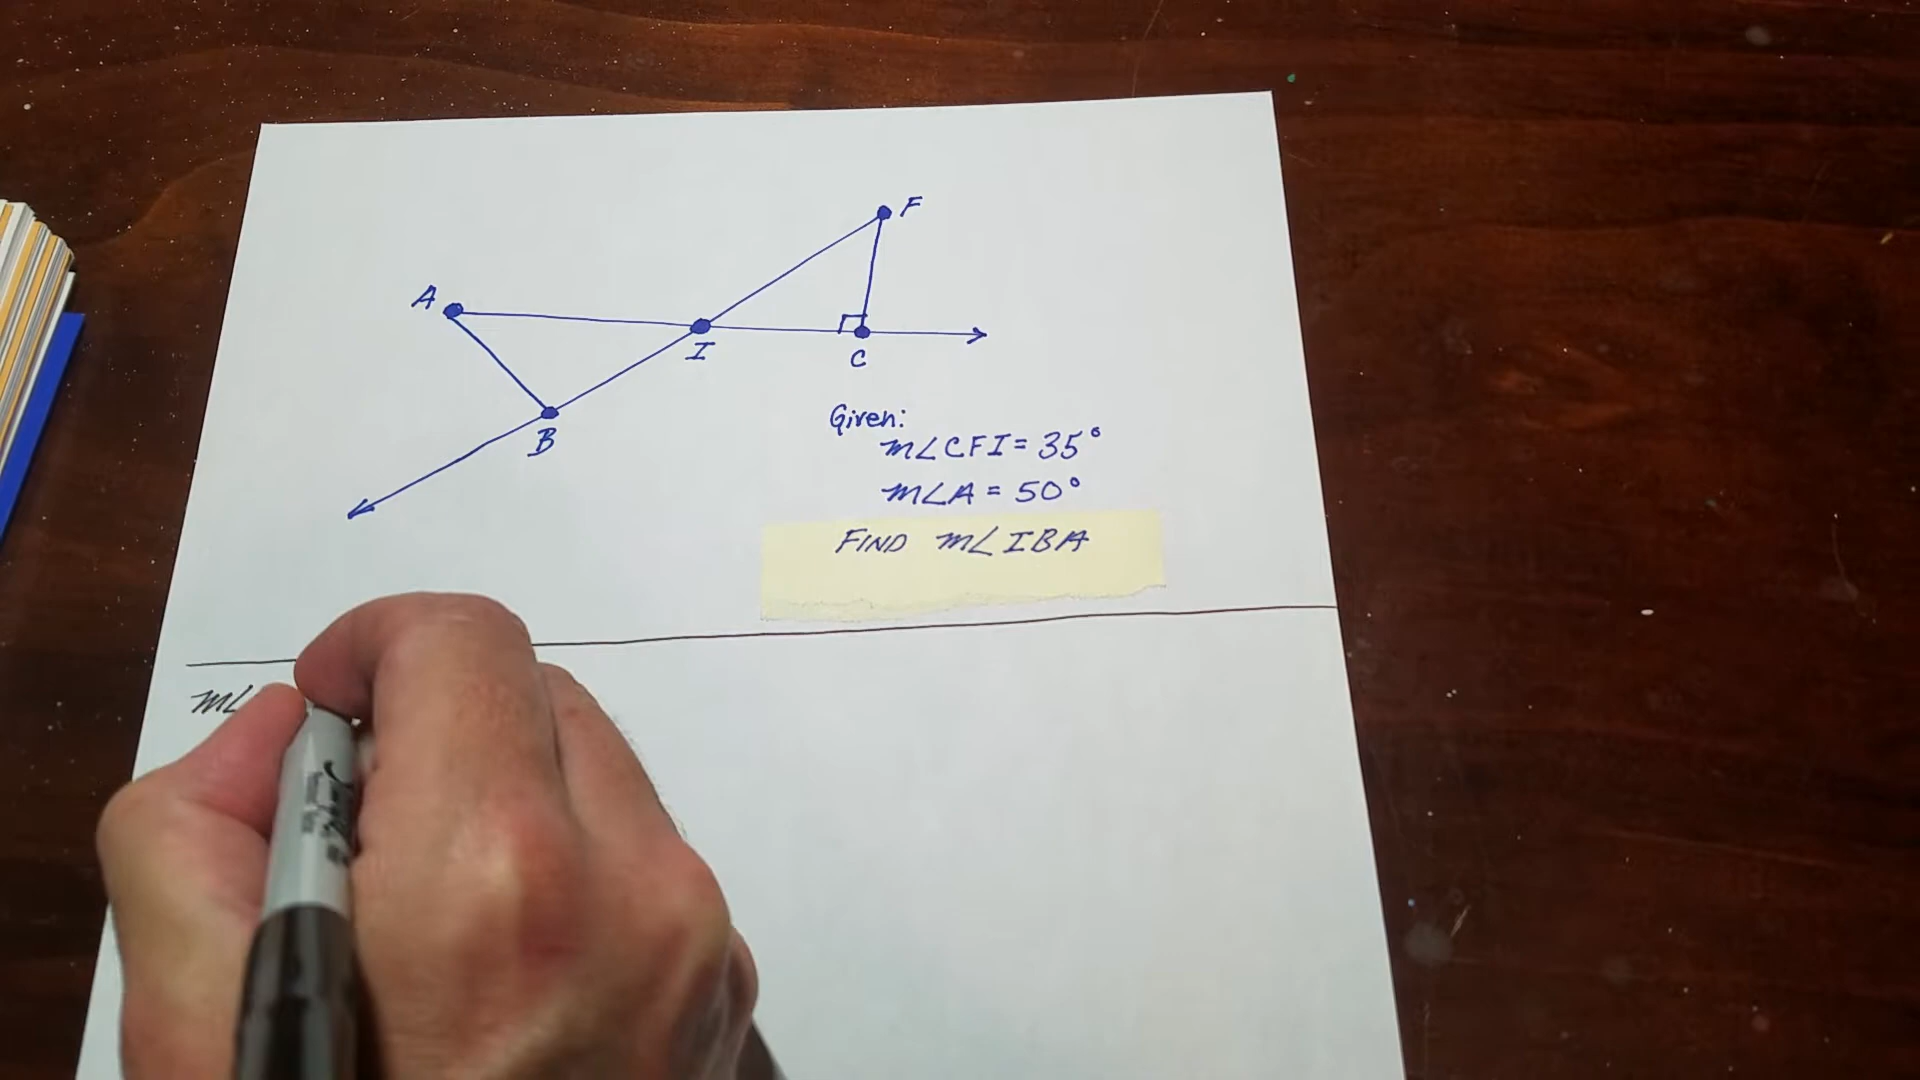 F
A
I
C
B
Given:
m∠CFI = 35°
m∠A = 50°
FIND m∠IBA
m∠